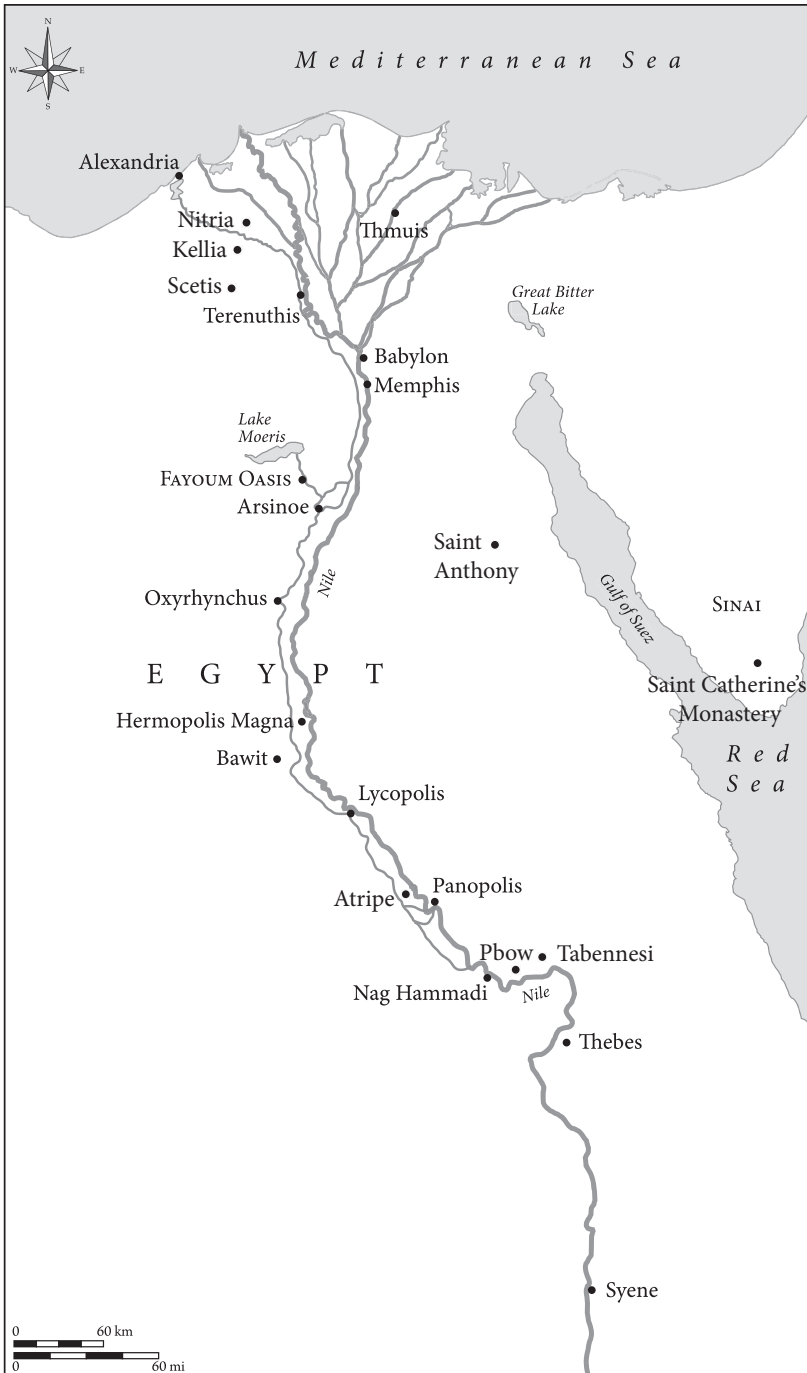 N
W E
S
Mediterranean Sea
Alexandria
Nitria
Thmuis
Kellia
Scetis
Terenuthis
Great Bitter
Lake
Babylon
Memphis
Lake
Moeris
Fayoum Oasis
Arsinoe
Saint
Anthony
Nile
Oxyrhynchus
Gulf of Suez
Sinai
EGYPT
Saint Catherine's
Monastery
Hermopolis Magna
Bawit
Red
Sea
Lycopolis
Atripe
Panopolis
Pbow
Tabennesi
Nag Hammadi
Nile
Thebes
Syene
0 60 km
0 60 mi